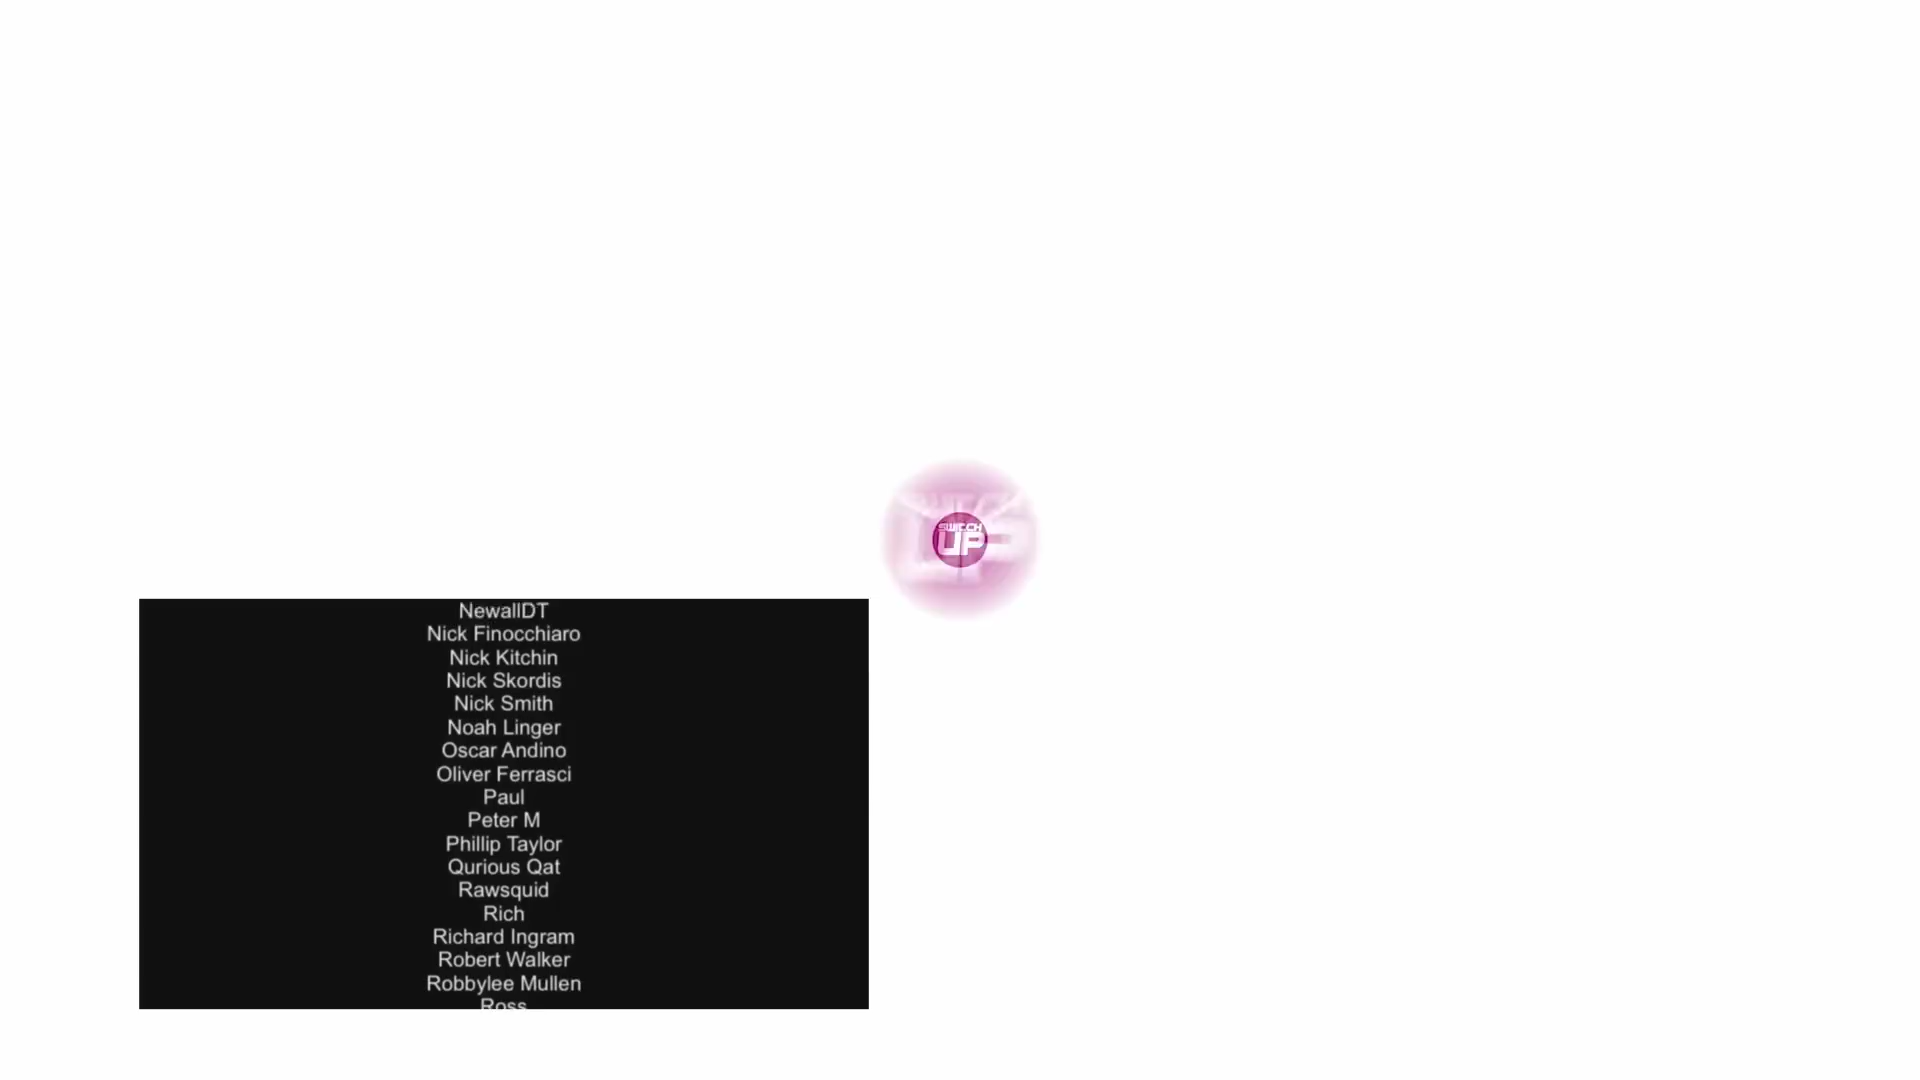 SWITCH
UP
NewallDT
Nick Finocchiaro
Nick Kitchin
Nick Skordis
Nick Smith
Noah Linger
Oscar Andino
Oliver Ferrasci
Paul
Peter M
Phillip Taylor
Qurious Qat
Rawsquid
Rich
Richard Ingram
Robert Walker
Robbylee Mullen
Ross